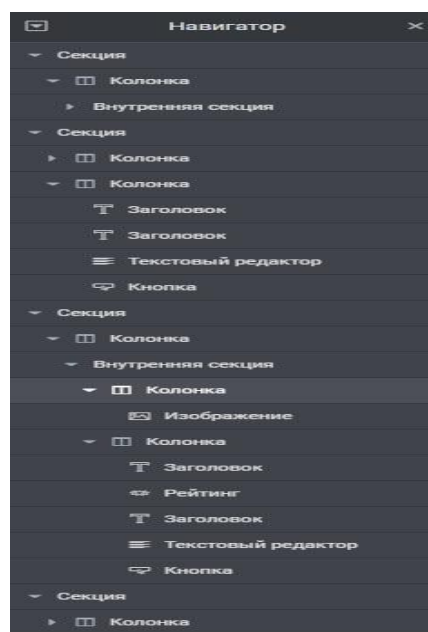 Навигатор
Секция
Колонка
Внутренняя секция
Секция
Колонка
Колонка
Заголовок
Заголовок
Текстовый редактор
Кнопка
Секция
Колонка
Внутренняя секция
Колонка
Изображение
Колонка
Заголовок
Рейтинг
Заголовок
Текстовый редактор
Кнопка
Секция
Колонка